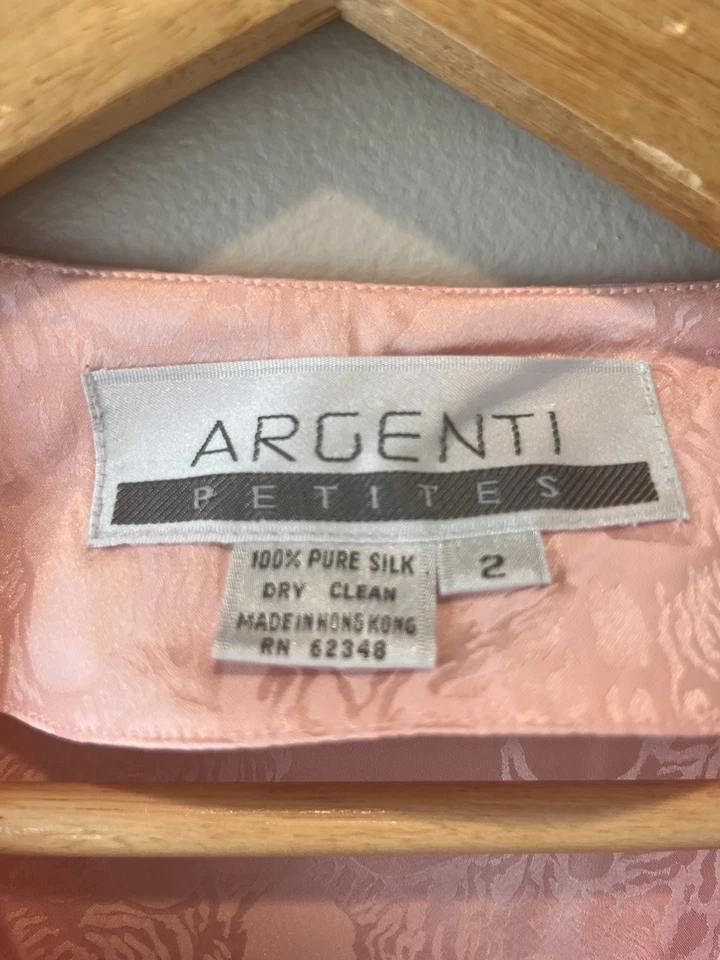 ARGENTI
PETITES
100% PURE SILK
DRY CLEAN
MADE IN HONG KONG
RN 62348
2